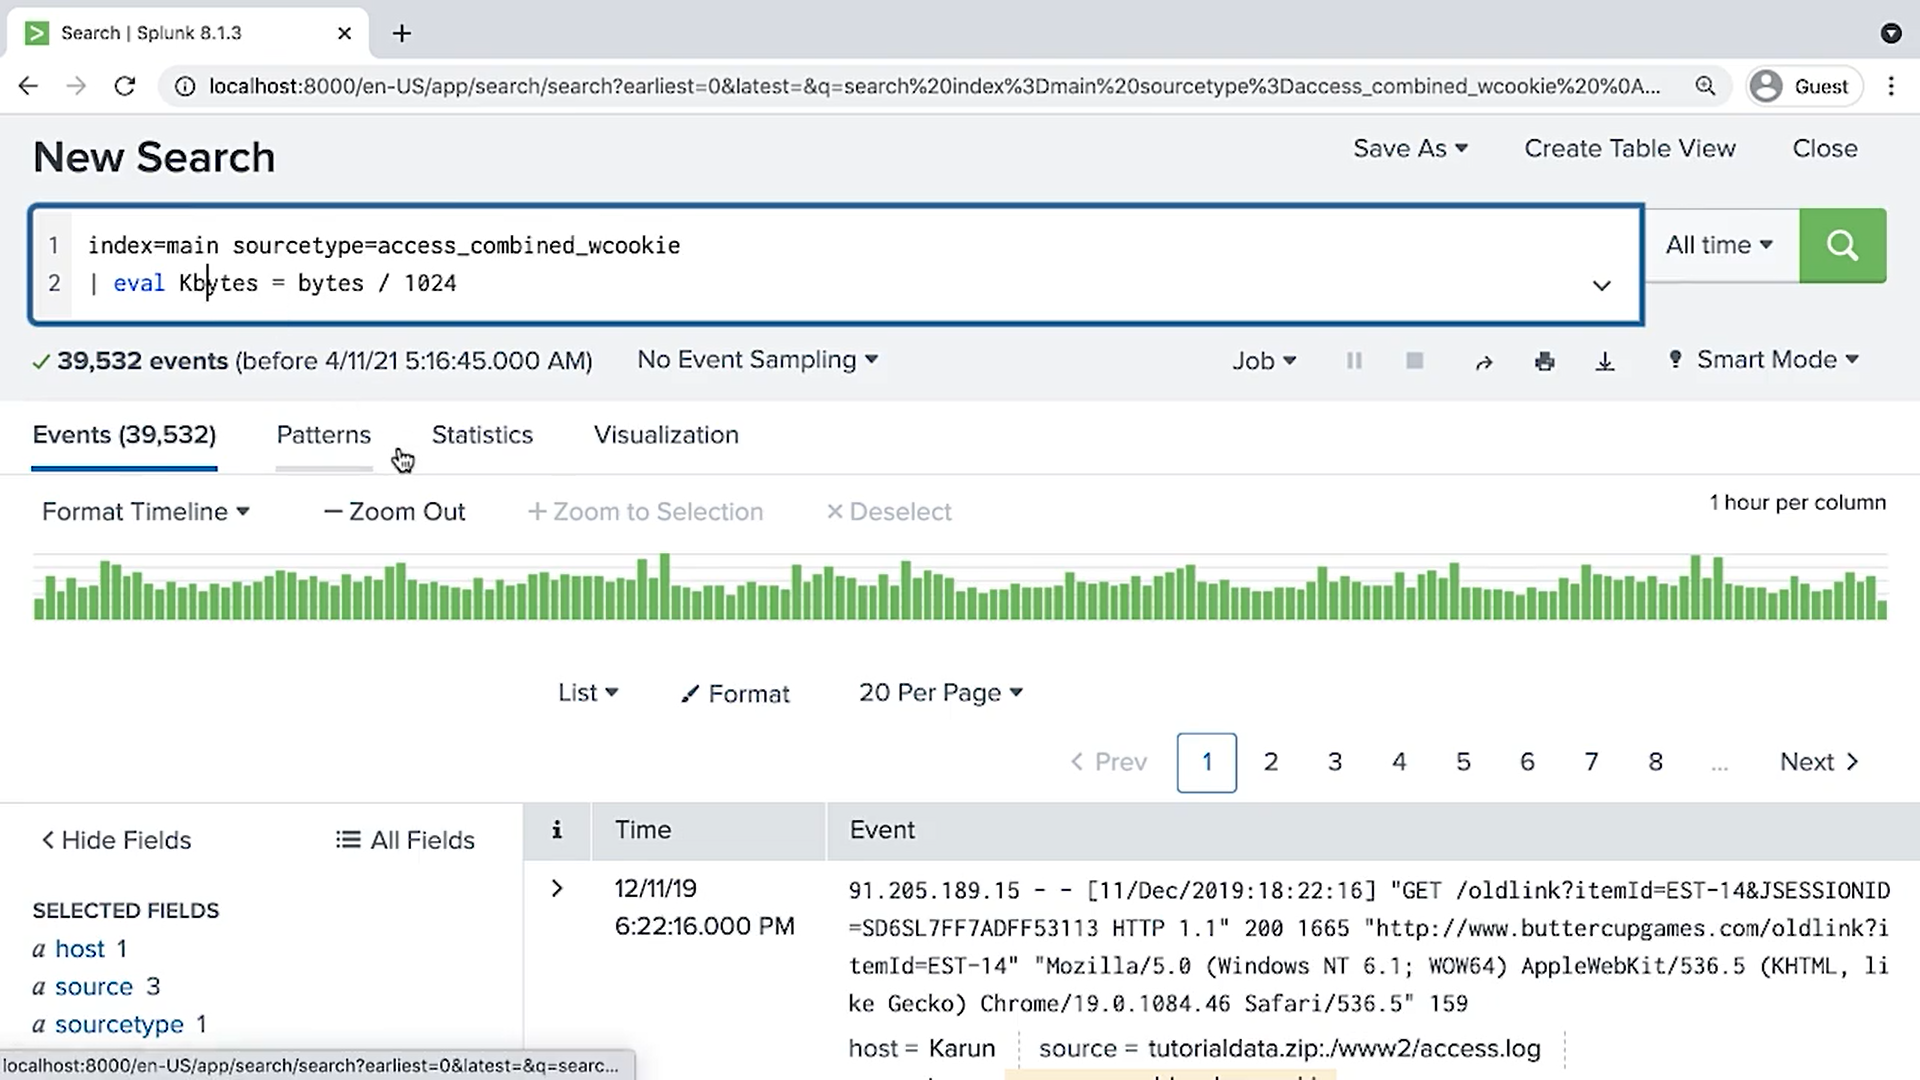 Search | Splunk 8.1.3
localhost:8000/en-US/app/search/search?earliest=0&latest=&q=search%20index%3Dmain%20sourcetype%3Daccess_combined_wcookie%20%0A...
Guest
New Search
Save As
Create Table View
Close
1 index=main sourcetype=access_combined_wcookie
2 | eval Kbytes = bytes / 1024
All time
39,532 events (before 4/11/21 5:16:45.000 AM)
No Event Sampling
Job
Smart Mode
Events (39,532)
Patterns
Statistics
Visualization
Format Timeline
— Zoom Out
+ Zoom to Selection
× Deselect
1 hour per column
List
Format
20 Per Page
< Prev
1
2
3
4
5
6
7
8
...
Next >
< Hide Fields
All Fields
i
Time
Event
SELECTED FIELDS
a host 1
a source 3
a sourcetype 1
>
12/11/19
6:22:16.000 PM
91.205.189.15 - - [11/Dec/2019:18:22:16] "GET /oldlink?itemId=EST-14&JSESSIONID
=SD6SL7FF7ADFF53113 HTTP 1.1" 200 1665 "http://www.buttercupgames.com/oldlink?i
temId=EST-14" "Mozilla/5.0 (Windows NT 6.1; WOW64) AppleWebKit/536.5 (KHTML, li
ke Gecko) Chrome/19.0.1084.46 Safari/536.5" 159
host = Karun
source = tutorialdata.zip:./www2/access.log
localhost:8000/en-US/app/search/search?earliest=0&latest=&q=searc...